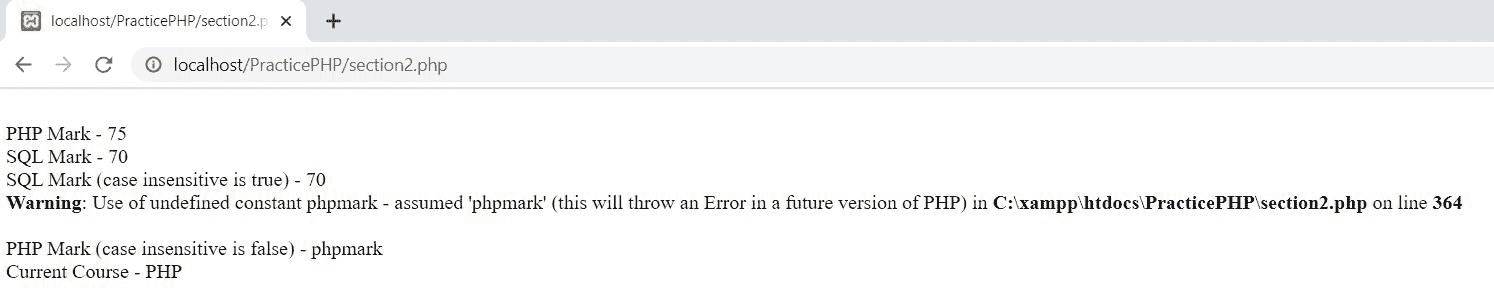 localhost/PracticePHP/section2.p
localhost/PracticePHP/section2.php
PHP Mark - 75
SQL Mark - 70
SQL Mark (case insensitive is true) - 70
Warning: Use of undefined constant phpmark - assumed 'phpmark' (this will throw an Error in a future version of PHP) in C:\xampp\htdocs\PracticePHP\section2.php on line 364
PHP Mark (case insensitive is false) - phpmark
Current Course - PHP